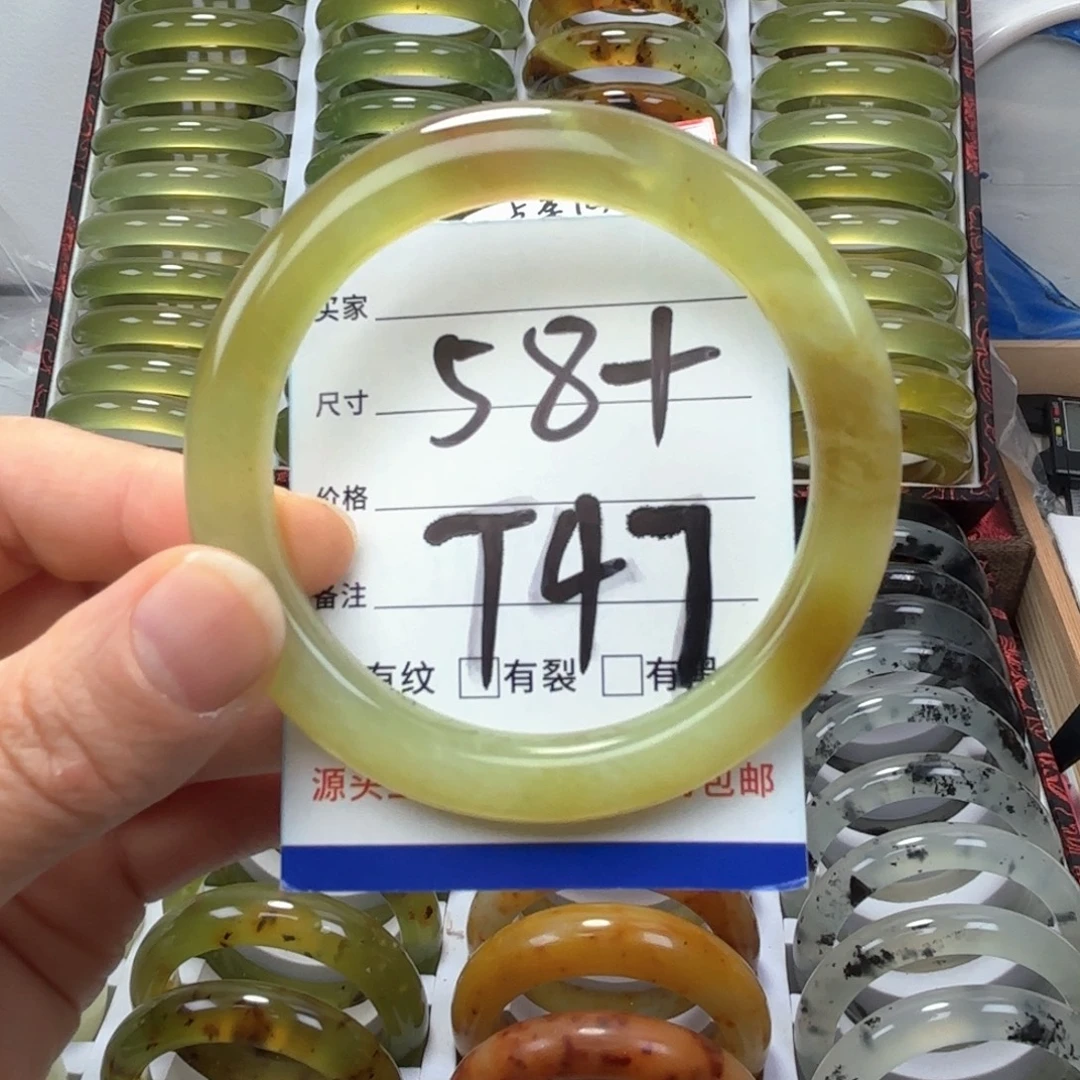 买家
尺寸 58+
价格
备注 T47
有纹 □有裂 □有
源头 包邮